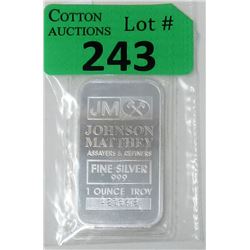 COTTON
AUCTIONS
Lot #
243
JM
JOHNSON
MATTHEY
ASSAYERS & REFINERS
FINE SILVER
999
1 OUNCE TROY